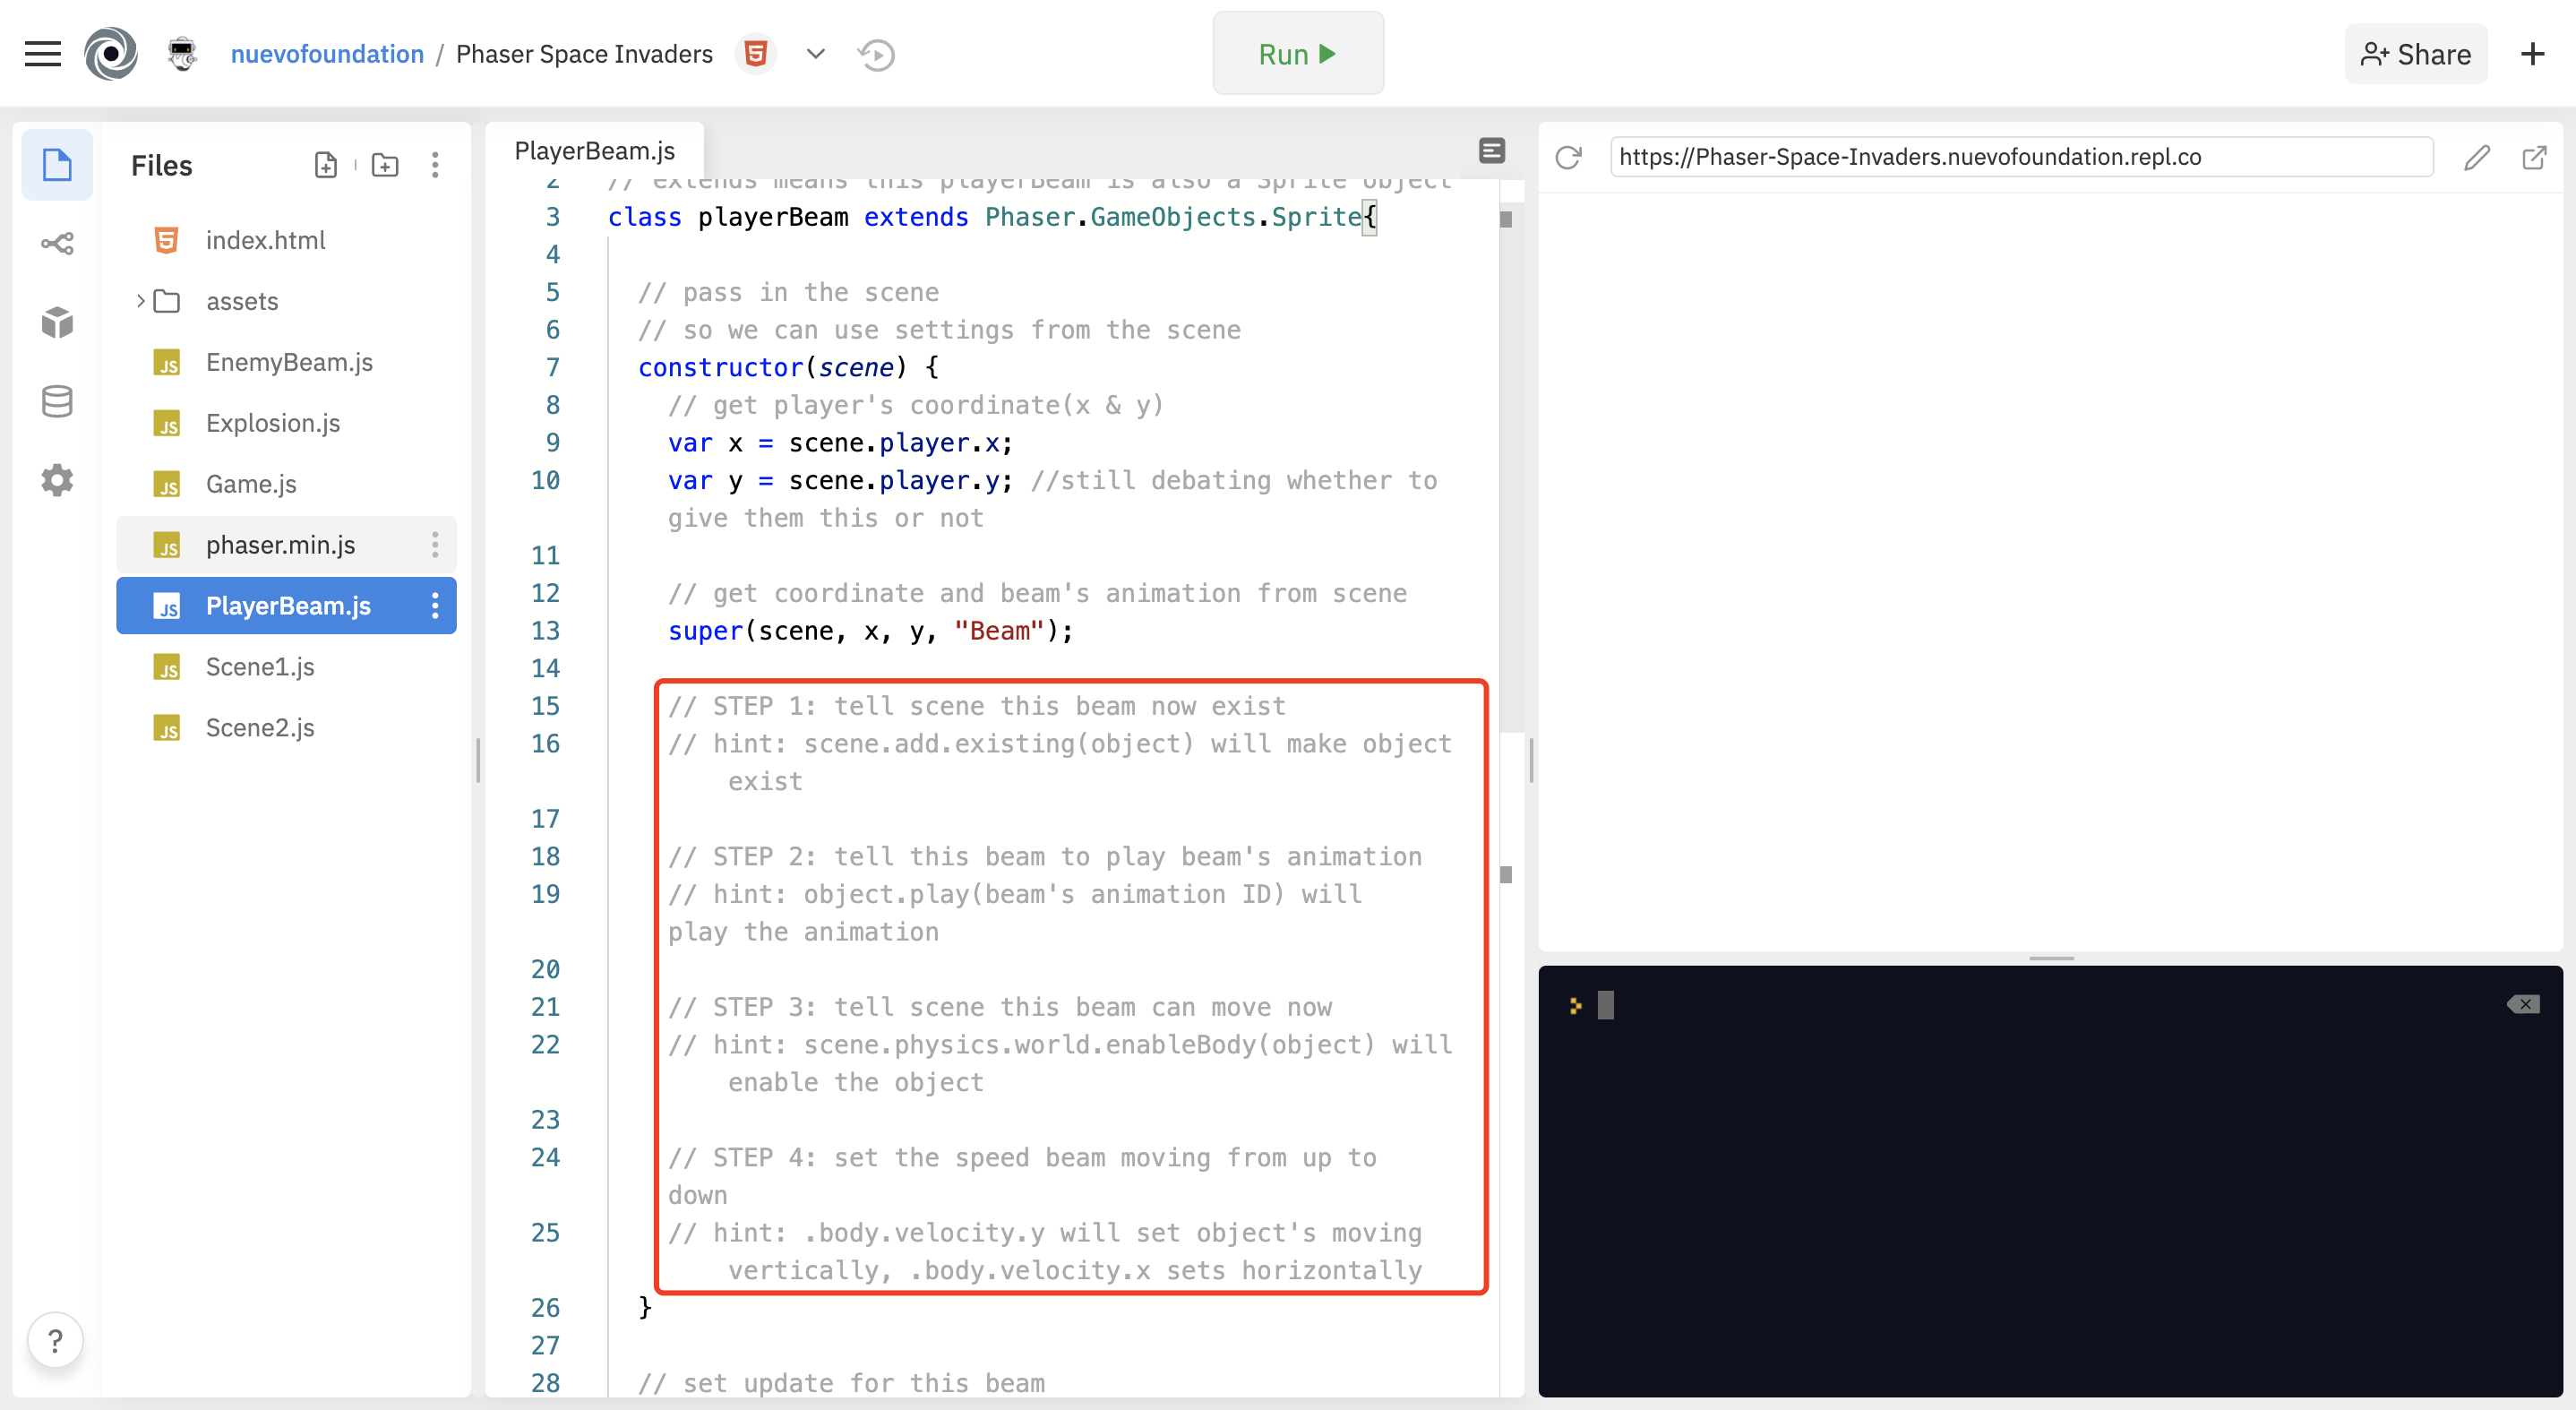 nuevofoundation / Phaser Space Invaders
Run
Share
Files
index.html
assets
EnemyBeam.js
Explosion.js
Game.js
phaser.min.js
PlayerBeam.js
Scene1.js
Scene2.js
?
PlayerBeam.js
2 // extends means this playerBeam is also a Sprite object
3 class playerBeam extends Phaser.GameObjects.Sprite{
4
5 // pass in the scene
6 // so we can use settings from the scene
7 constructor(scene) {
8 // get player's coordinate(x & y)
9 var x = scene.player.x;
10 var y = scene.player.y; //still debating whether to
give them this or not
11
12 // get coordinate and beam's animation from scene
13 super(scene, x, y, "Beam");
14
15 // STEP 1: tell scene this beam now exist
16 // hint: scene.add.existing(object) will make object
exist
17
18 // STEP 2: tell this beam to play beam's animation
19 // hint: object.play(beam's animation ID) will
play the animation
20
21 // STEP 3: tell scene this beam can move now
22 // hint: scene.physics.world.enableBody(object) will
enable the object
23
24 // STEP 4: set the speed beam moving from up to
down
25 // hint: .body.velocity.y will set object's moving
vertically, .body.velocity.x sets horizontally
26 }
27
28 // set update for this beam
https://Phaser-Space-Invaders.nuevofoundation.repl.co